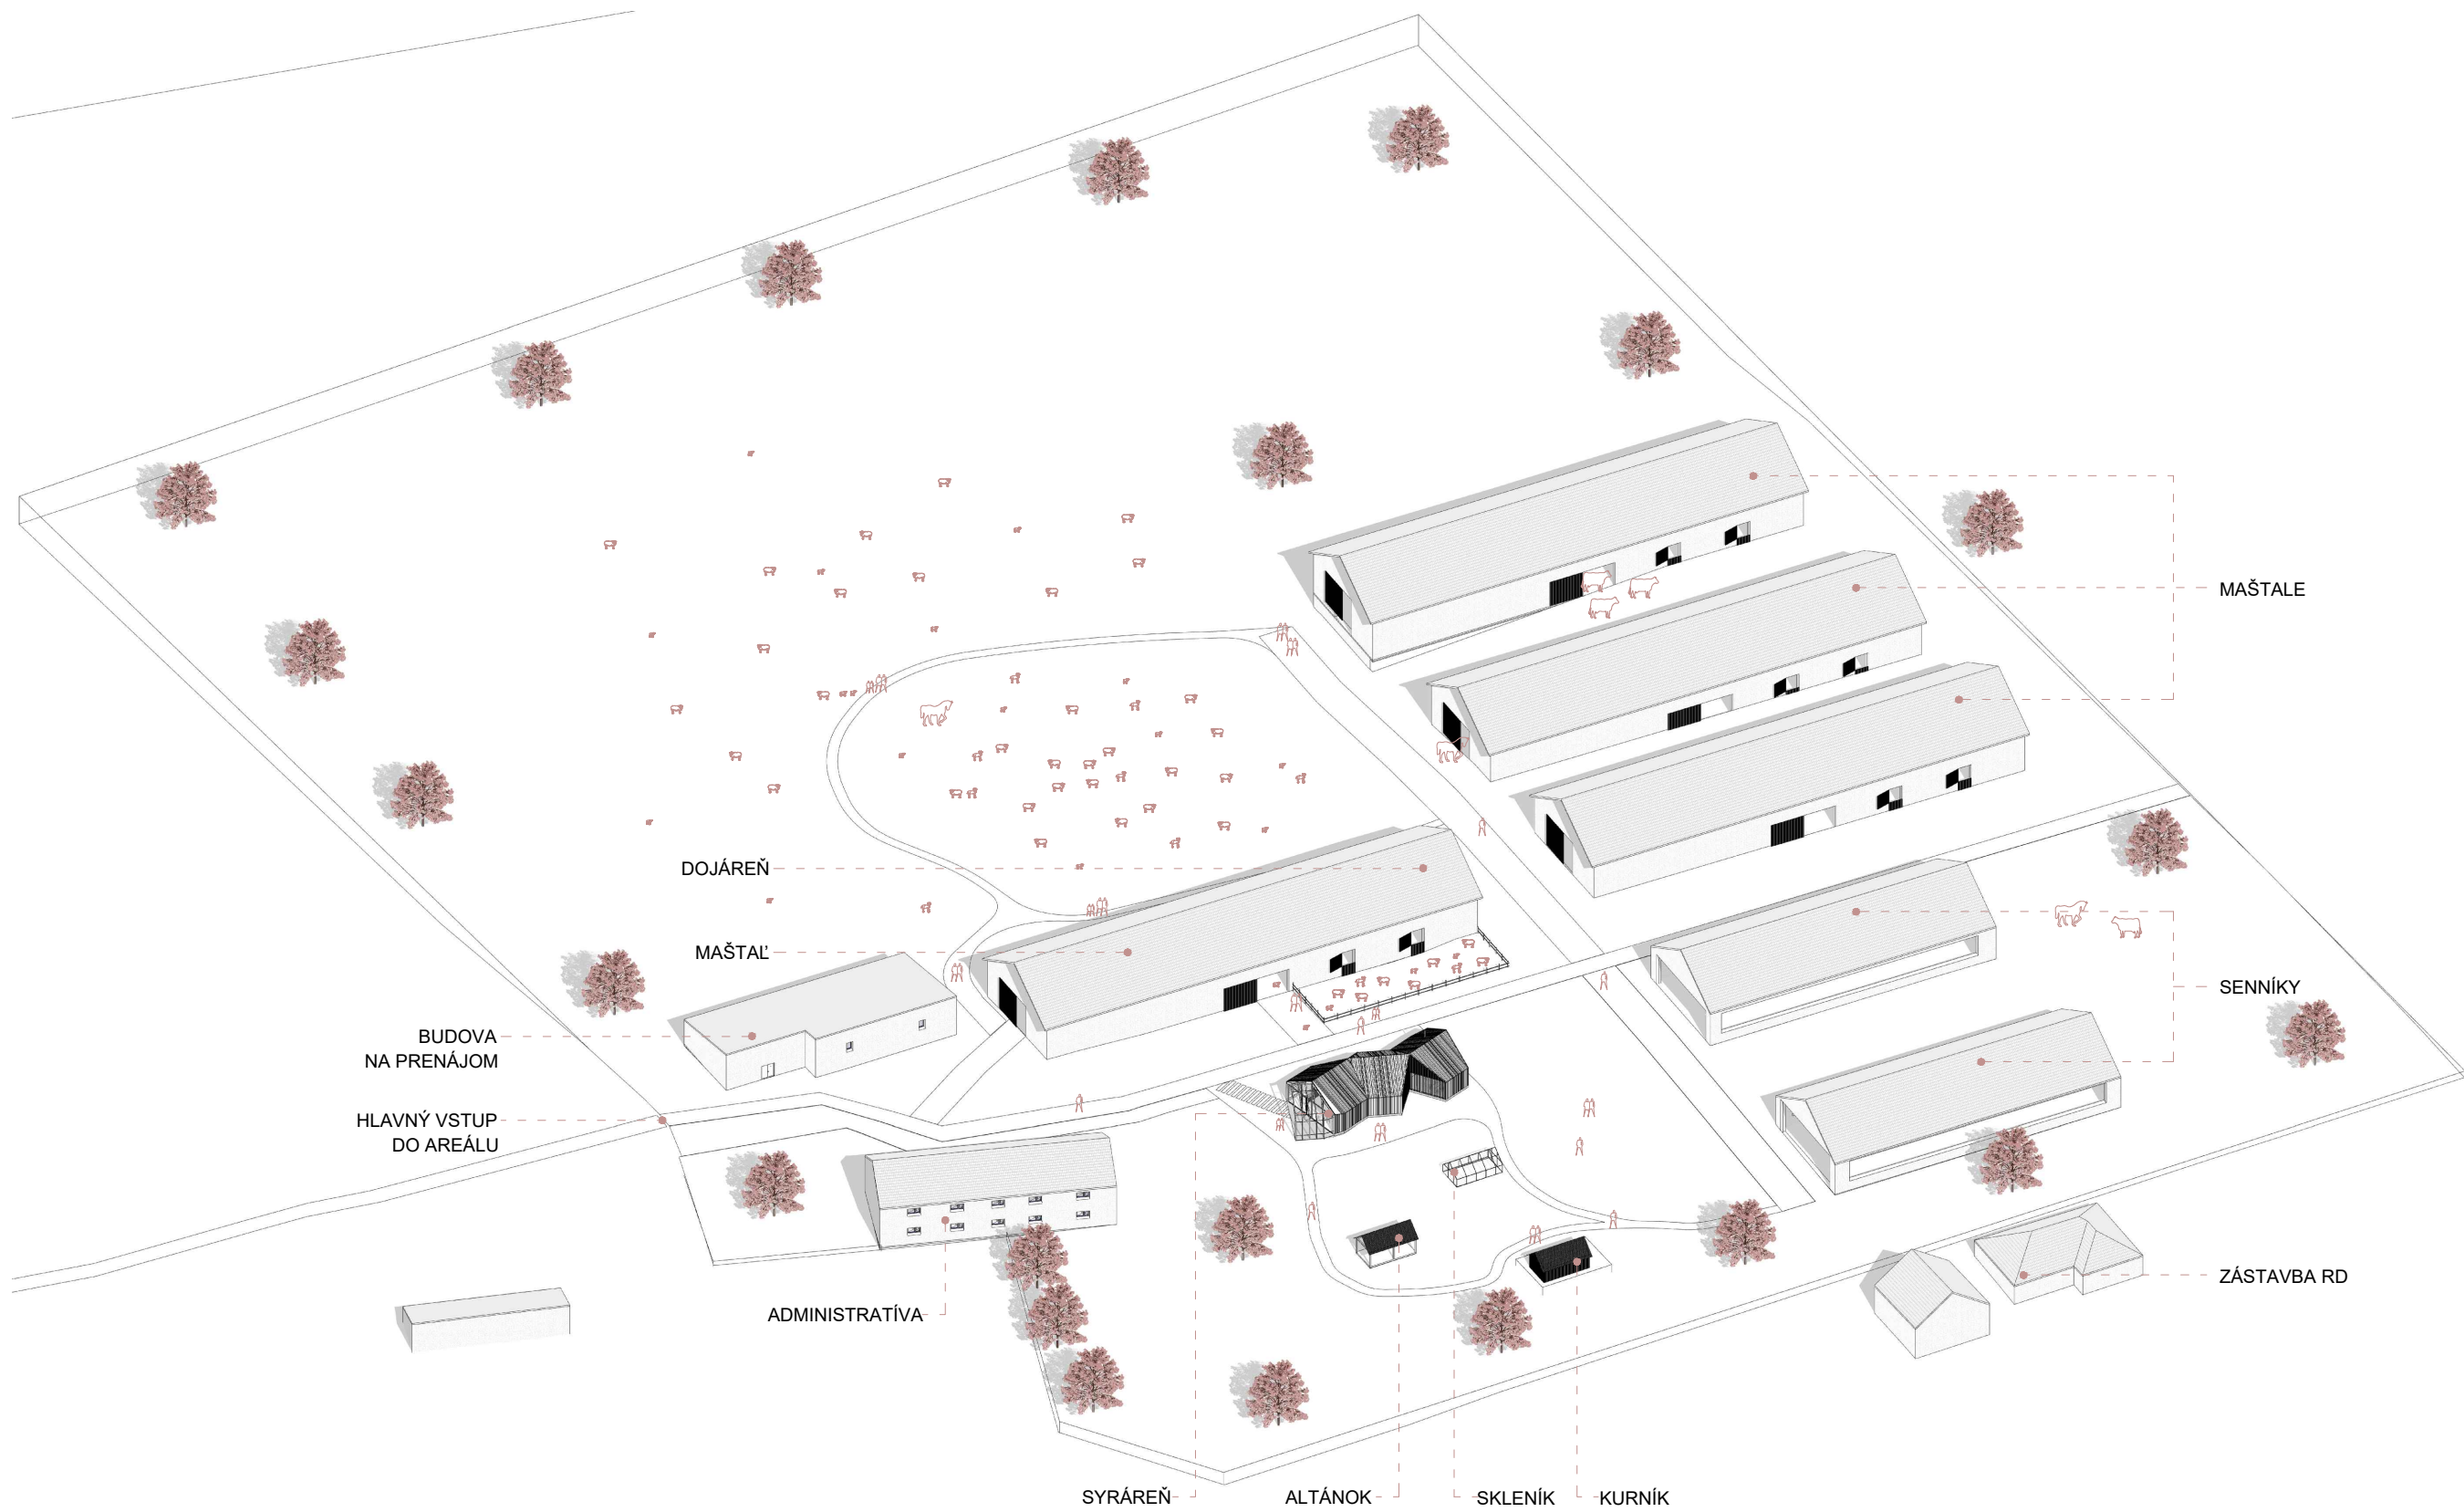 MAŠTALE
DOJÁREŇ
MAŠTAĽ
SENNÍKY
BUDOVA
NA PRENÁJOM
HLAVNÝ VSTUP
DO AREÁLU
ZÁSTAVBA RD
ADMINISTRATÍVA
SYRÁREŇ
ALTÁNOK
SKLENÍK
KURNÍK